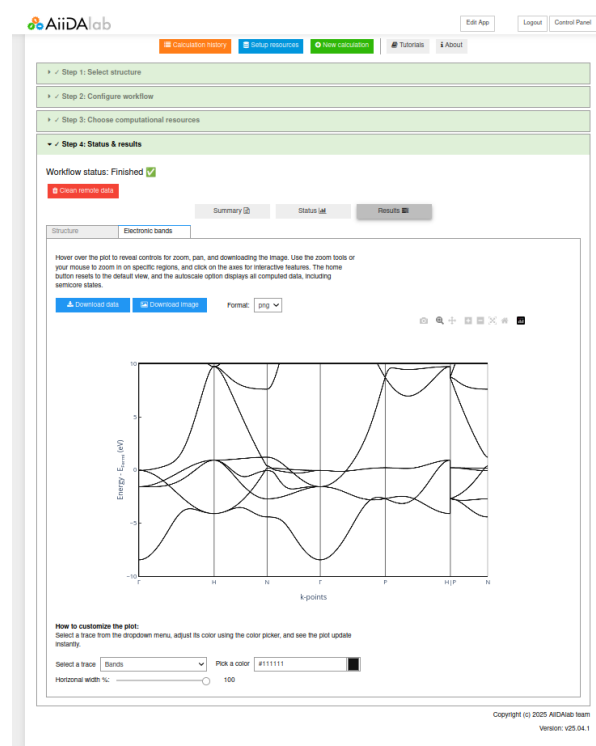 AiiDAlab
Edit App
Logout
Control Panel
Calculation history
Setup resources
New calculation
Tutorials
About
Step 1: Select structure
Step 2: Configure workflow
Step 3: Choose computational resources
Step 4: Status & results
Workflow status: Finished
Clean remote data
Summary
Status
Results
Structure
Electronic bands
Hover over the plot to reveal controls for zoom, pan, and downloading the image. Use the zoom tools or
your mouse to zoom in on specific regions, and click on the axes for interactive features. The home
button resets to the default view, and the autoscale option displays all computed data, including
semicore states.
Download data
Download image
Format:
png
10
5
0
−5
−10
Energy - E_Fermi (eV)
Γ
H
N
Γ
P
H|P
N
k-points
How to customize the plot:
Select a trace from the dropdown menu, adjust its color using the color picker, and see the plot update
instantly.
Select a trace
Bands
Pick a color
#111111
Horizonal width %:
100
Copyright (c) 2025 AiiDAlab team
Version: v25.04.1